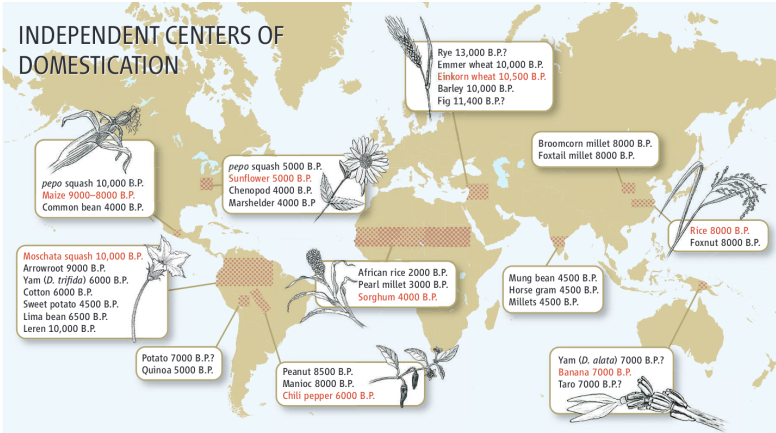 INDEPENDENT CENTERS OF
DOMESTICATION
Rye 13,000 B.P.?
Emmer wheat 10,000 B.P.
Einkorn wheat 10,500 B.P.
Barley 10,000 B.P.
Fig 11,400 B.P.?
Broomcorn millet 8000 B.P.
Foxtail millet 8000 B.P.
pepo squash 10,000 B.P.
Maize 9000–8000 B.P.
Common bean 4000 B.P.
pepo squash 5000 B.P.
Sunflower 5000 B.P.
Chenopod 4000 B.P.
Marshelder 4000 B.P
Rice 8000 B.P.
Foxnut 8000 B.P.
Moschata squash 10,000 B.P.
Arrowroot 9000 B.P.
Yam (D. trifida) 6000 B.P.
Cotton 6000 B.P.
Sweet potato 4500 B.P.
Lima bean 6500 B.P.
Leren 10,000 B.P.
African rice 2000 B.P.
Pearl millet 3000 B.P.
Sorghum 4000 B.P.
Mung bean 4500 B.P.
Horse gram 4500 B.P.
Millets 4500 B.P.
Potato 7000 B.P.?
Quinoa 5000 B.P.
Peanut 8500 B.P.
Manioc 8000 B.P.
Chili pepper 6000 B.P.
Yam (D. alata) 7000 B.P.?
Banana 7000 B.P.
Taro 7000 B.P.?